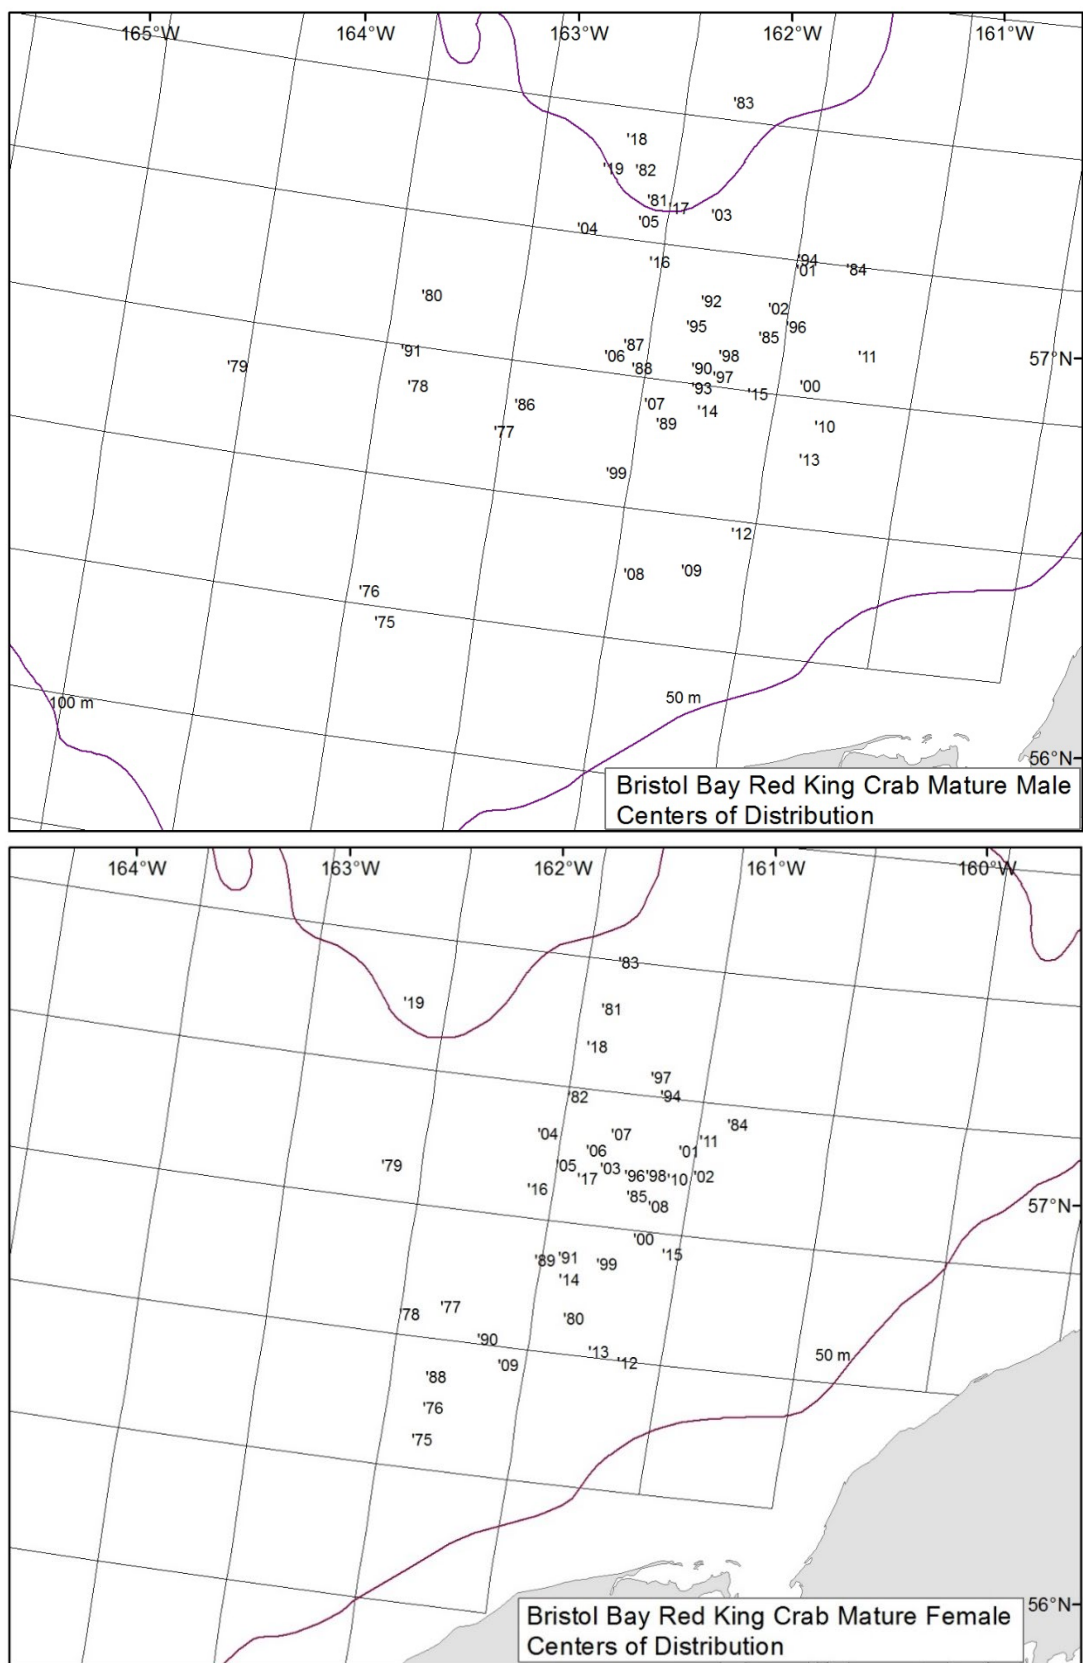 165°W 164°W 163°W 162°W 161°W
'83
'18
'19 '82
'81
'17
'03
'05
'04
'16
'94
'01 '84
'80
'92
'02
'95 '96
'85
'87
'91 '06 '98 '11 57°N
'79 '88 '90
'97
'78 '93 '00
'15
'86 '07 '14
'89 '10
'77
'13
'99
'12
'08 '09
'76
'75
100 m 50 m
56°N
Bristol Bay Red King Crab Mature Male
Centers of Distribution
164°W 163°W 162°W 161°W 160°W
'83
'19 '81
'18
'97
'82 '94
'84
'04 '07
'11
'06 '01
'79 '05 '03
'17 '96 '98 '10 '02
'16 '85
'08 57°N
'00
'89 '91 '99 '15
'14
'78 '77
'80
'90
'13
'09 '12 50 m
'88
'76
'75
56°N
Bristol Bay Red King Crab Mature Female
Centers of Distribution